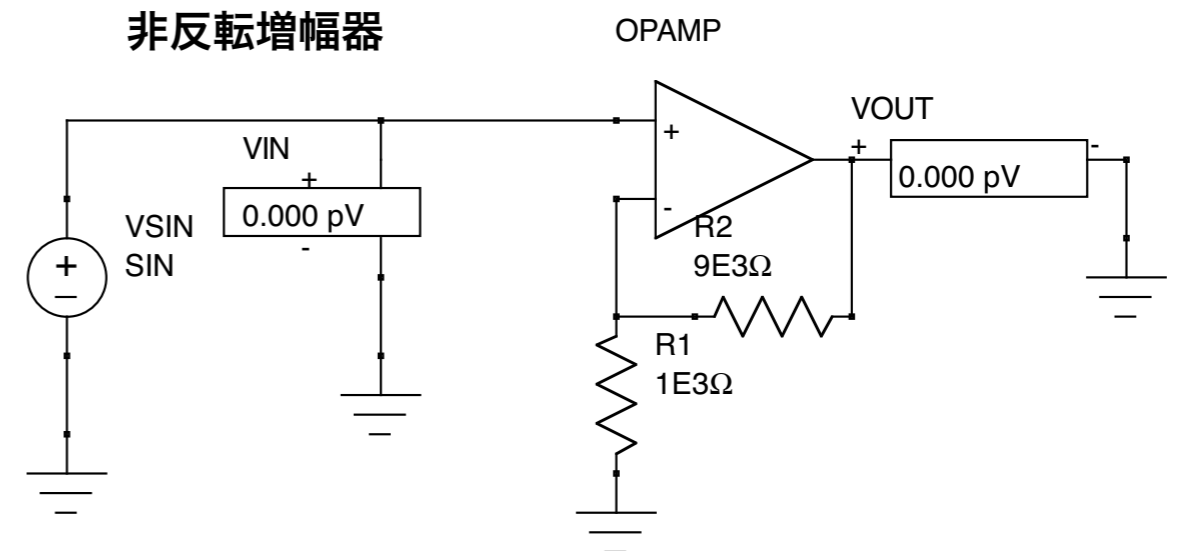 非反転増幅器
OPAMP
VOUT
+
-
0.000 pV
VIN
+
0.000 pV
-
+
-
VSIN
SIN
+
−
R2
9E3Ω
R1
1E3Ω